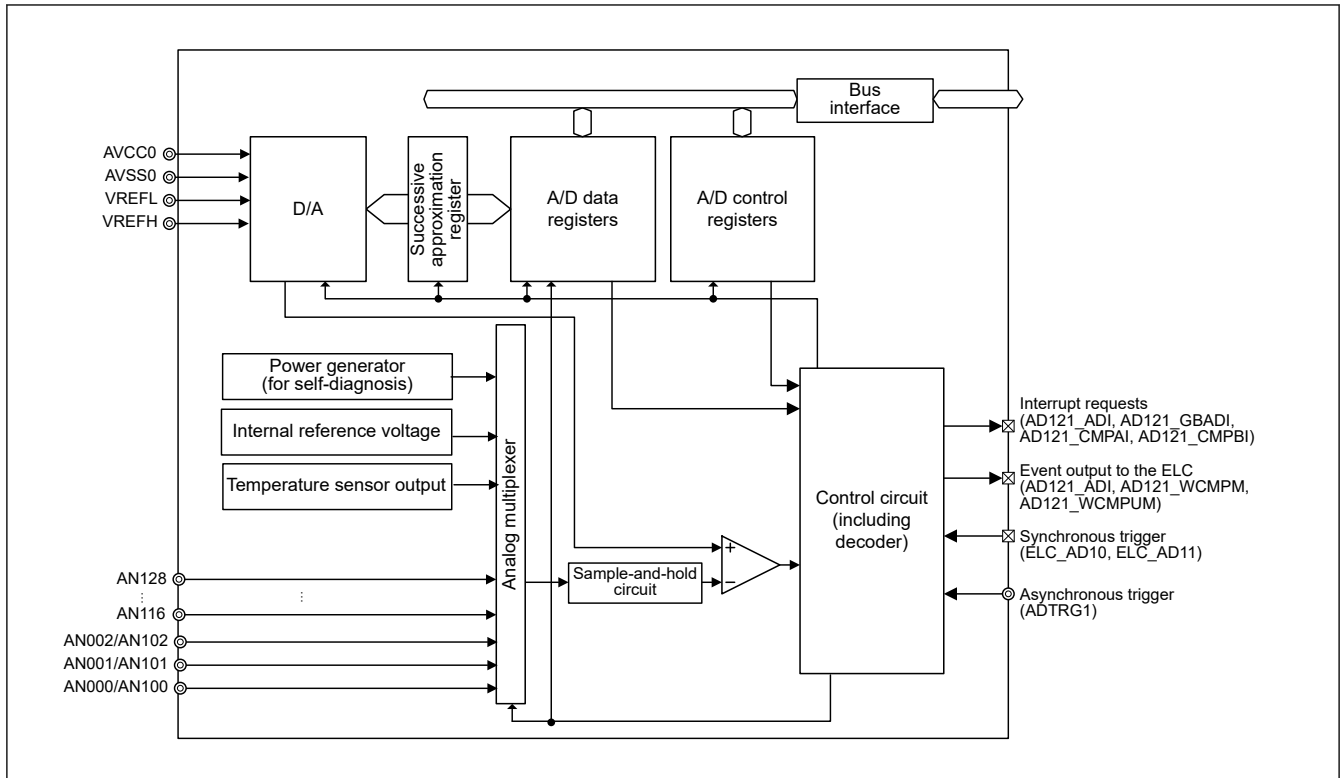 Bus
interface
AVCC0
AVSS0
VREFL
VREFH
D/A
Successive
approximation
register
A/D data
registers
A/D control
registers
Power generator
(for self-diagnosis)
Internal reference voltage
Temperature sensor output
Analog multiplexer
AN128
AN116
AN002/AN102
AN001/AN101
AN000/AN100
Sample-and-hold
circuit
+
−
Control circuit
(including
decoder)
Interrupt requests
(AD121_ADI, AD121_GBADI,
AD121_CMPAI, AD121_CMPBI)
Event output to the ELC
(AD121_ADI, AD121_WCMPM,
AD121_WCMPUM)
Synchronous trigger
(ELC_AD10, ELC_AD11)
Asynchronous trigger
(ADTRG1)